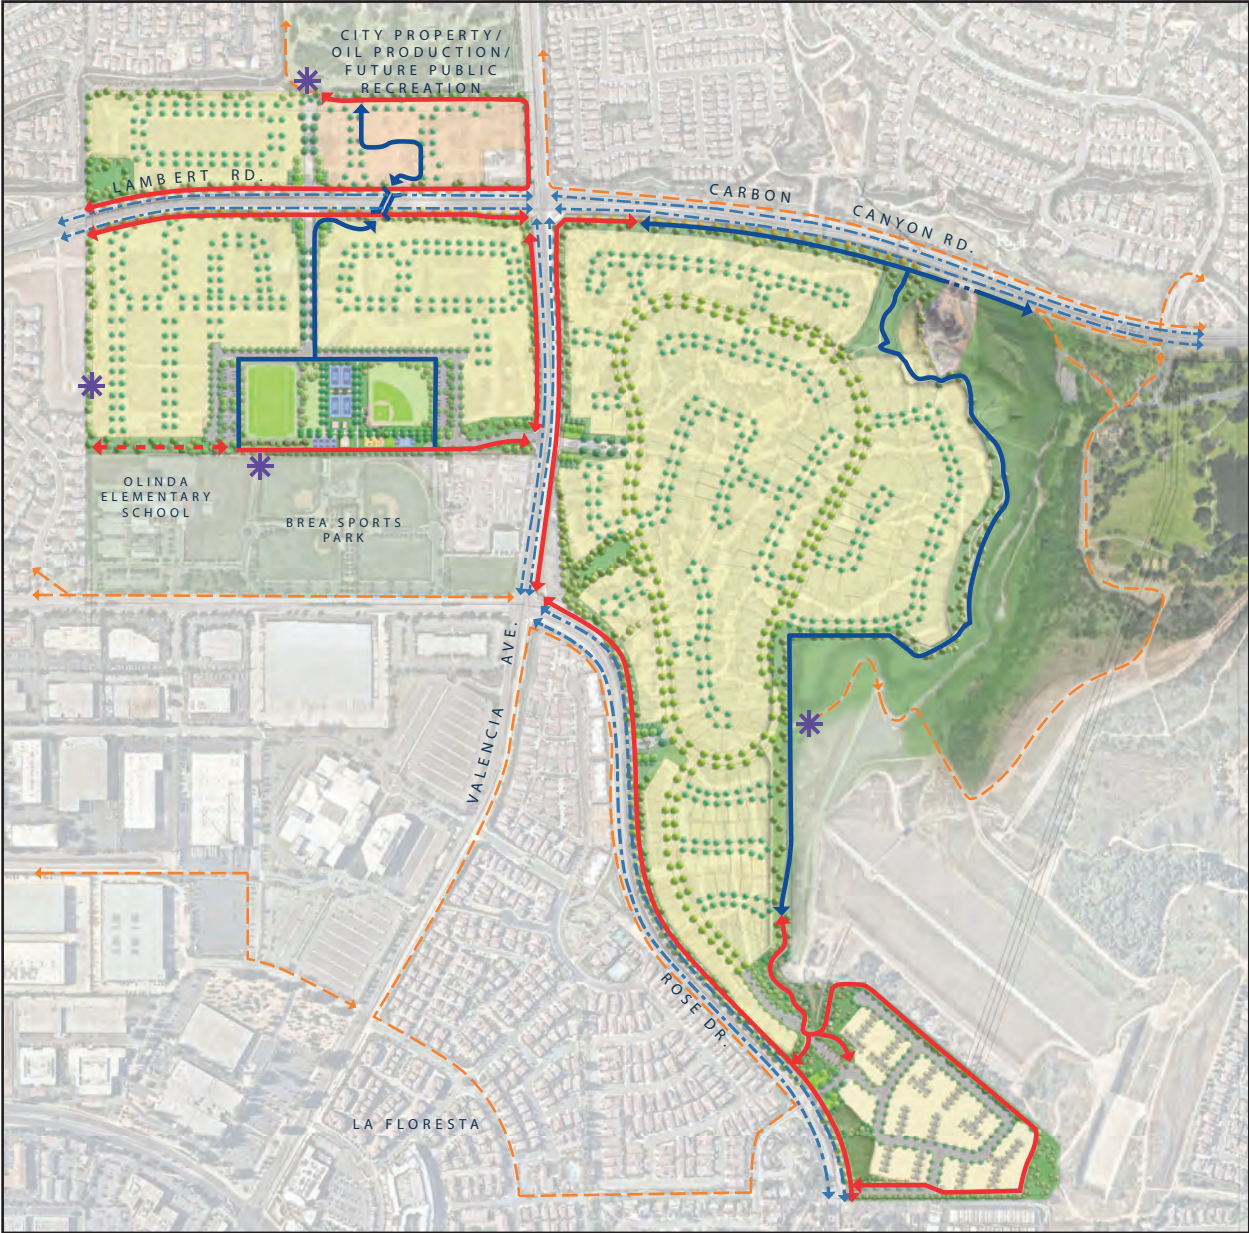 CITY PROPERTY/
OIL PRODUCTION/
FUTURE PUBLIC
RECREATION
LAMBERT RD.
CARBON
CANYON RD.
OLINDA
ELEMENTARY
SCHOOL
BREA SPORTS
PARK
VALENCIA AVE.
ROSE DR.
LA FLORESTA